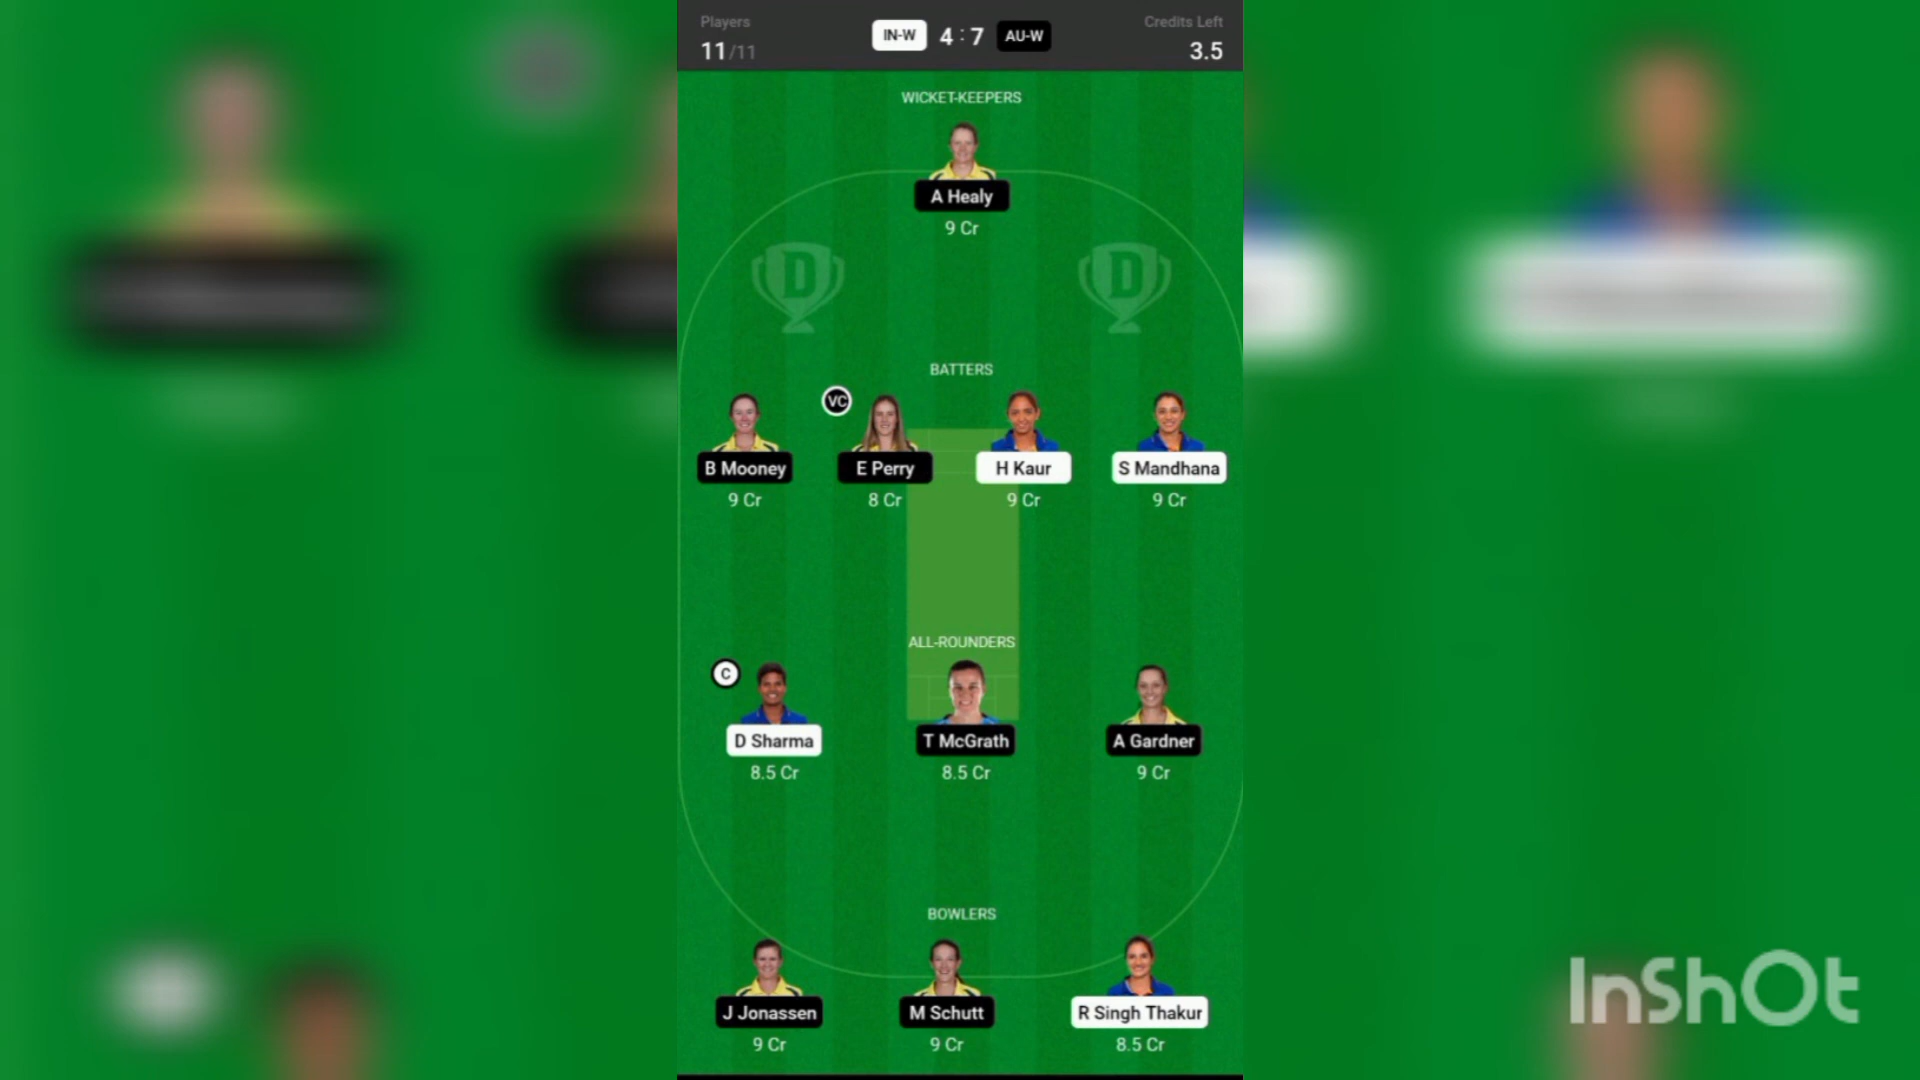 Players
11/11
IN-W 4 : 7 AU-W
Credits Left
3.5
WICKET-KEEPERS
A Healy
9 Cr
D D
BATTERS
VC
B Mooney E Perry H Kaur S Mandhana
9 Cr 8 Cr 9 Cr 9 Cr
ALL-ROUNDERS
C
D Sharma T McGrath A Gardner
8.5 Cr 8.5 Cr 9 Cr
BOWLERS
J Jonassen M Schutt R Singh Thakur
9 Cr 9 Cr 8.5 Cr
InShOt